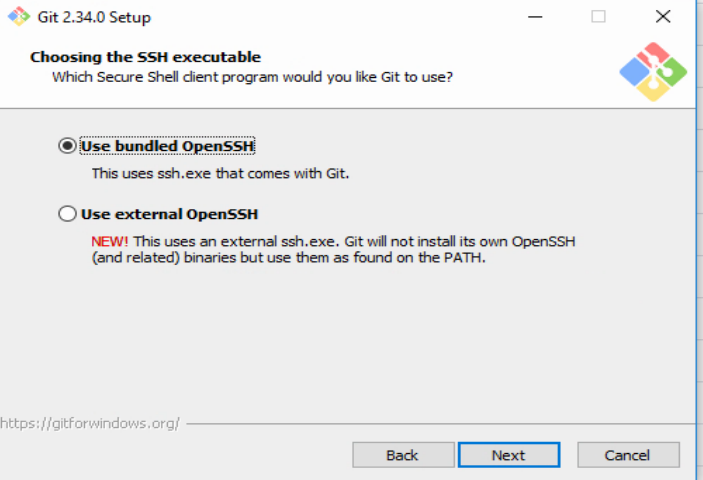 Git 2.34.0 Setup
Choosing the SSH executable
Which Secure Shell client program would you like Git to use?
Use bundled OpenSSH
This uses ssh.exe that comes with Git.
Use external OpenSSH
NEW! This uses an external ssh.exe. Git will not install its own OpenSSH
(and related) binaries but use them as found on the PATH.
https://gitforwindows.org/
Back Next Cancel